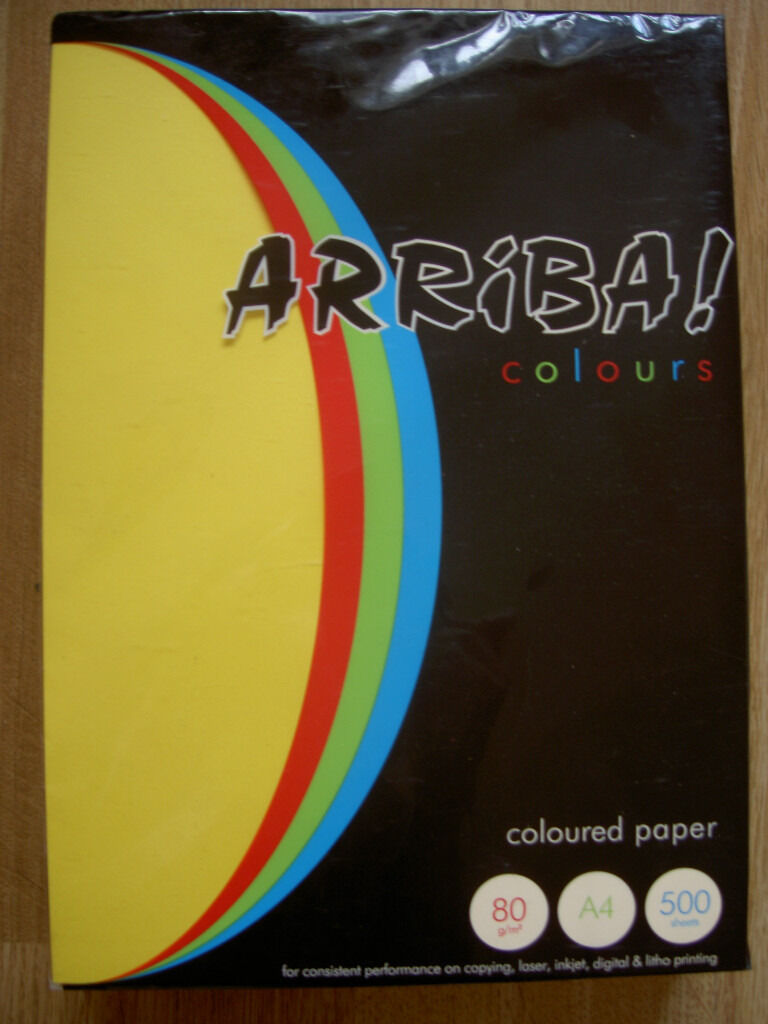 ARRiBA!
colours
coloured paper
80 A4 500
g/m² sheets
for consistent performance on copying, laser, inkjet, digital & litho printing